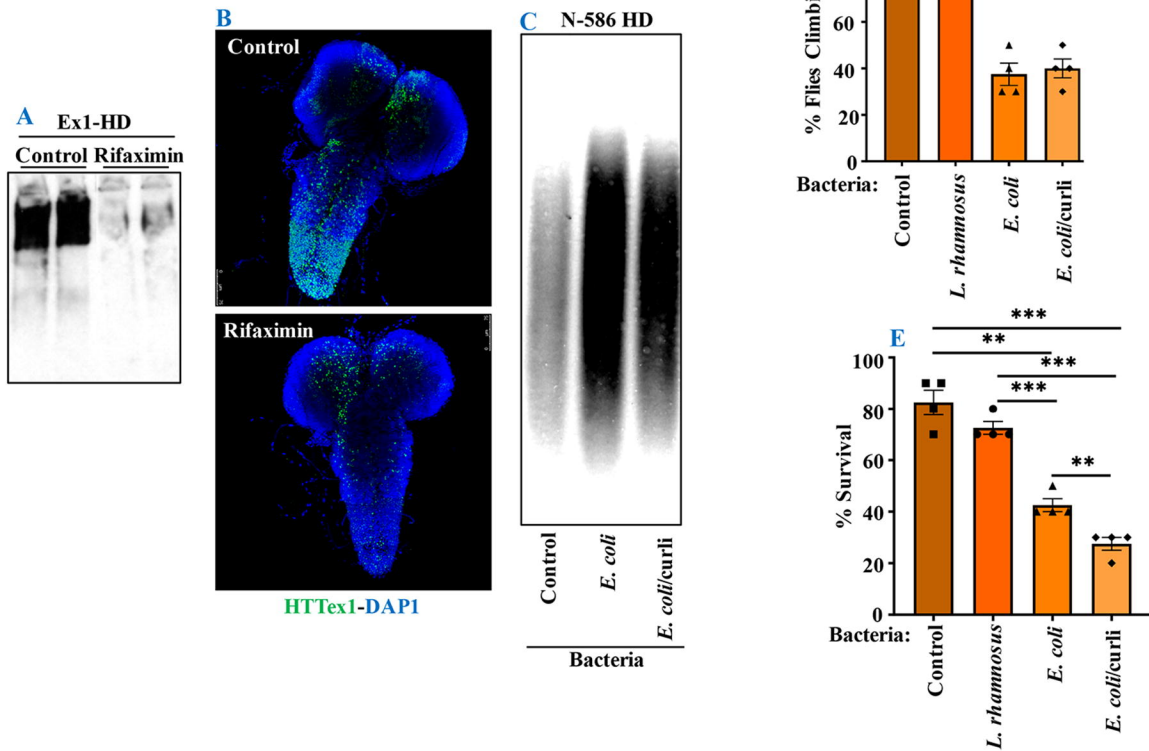 A
Ex1-HD
Control Rifaximin
B
Control
Rifaximin
HTTex1-DAP1
C
N-586 HD
Control
E. coli
E. coli/curli
Bacteria
% Flies Climbi
60
40
20
0
Bacteria:
Control
L. rhamnosus
E. coli
E. coli/curli
E
***
**
***
***
**
% Survival
100
80
60
40
20
0
Bacteria:
Control
L. rhamnosus
E. coli
E. coli/curli